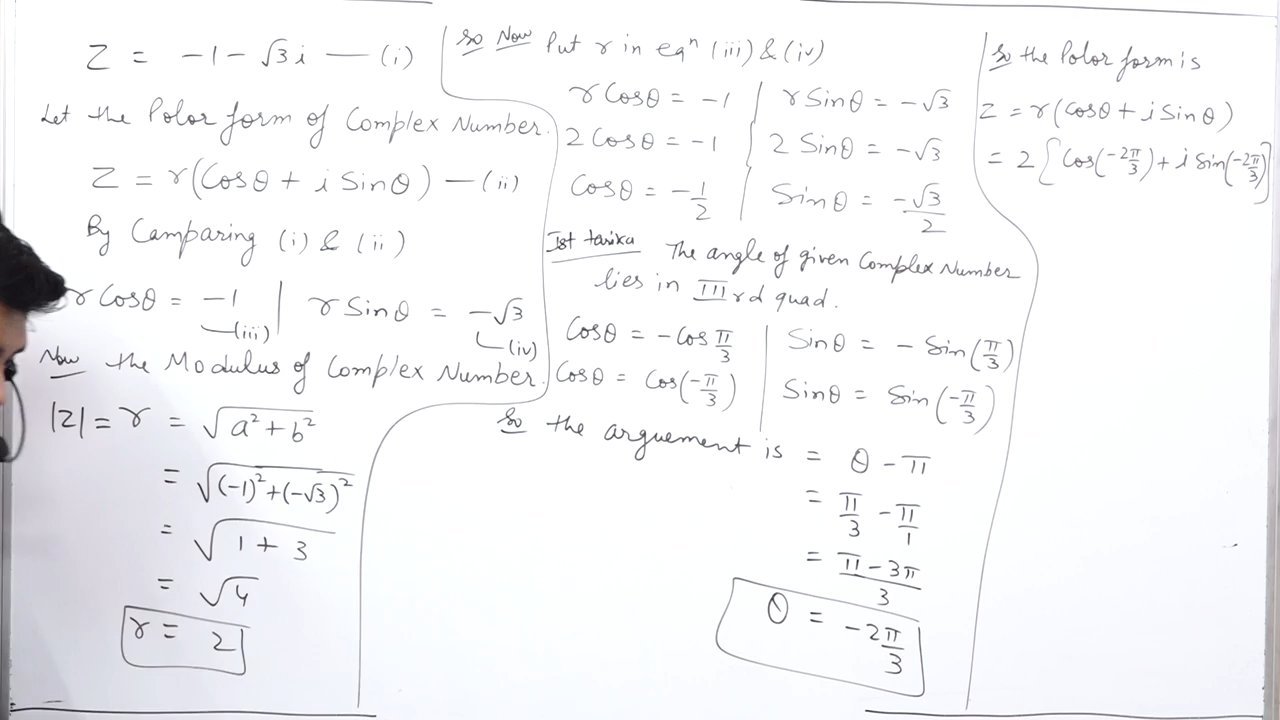 Z = -1 - √3 i — (i)
Let the Polor form of Complex Number.
Z = r(Cosθ + i Sinθ) — (ii)
By Camparing (i) & (ii)
r Cosθ = -1 | r Sinθ = -√3
(iii) (iv)
Now the Modulus of Complex Number.
|Z| = r = √a² + b²
= √(-1)² + (-√3)²
= √1 + 3
= √4
r = 2
So Now Put r in eqⁿ (iii) & (iv)
r Cosθ = -1 | r Sinθ = -√3
2 Cosθ = -1 | 2 Sinθ = -√3
Cosθ = -1/2 | Sinθ = -√3/2
Ist tarika The angle of given Complex Number
lies in III rd quad.
Cosθ = -Cos π/3 | Sinθ = - Sin(π/3)
Cosθ = Cos(-π/3) | Sinθ = Sin(-π/3)
So the arguement is = θ - π
= π/3 - π/1
= π - 3π/3
θ = -2π/3
So the Polor form is
Z = r(Cosθ + i Sinθ)
= 2[Cos(-2π/3) + i Sin(-2π/3)]